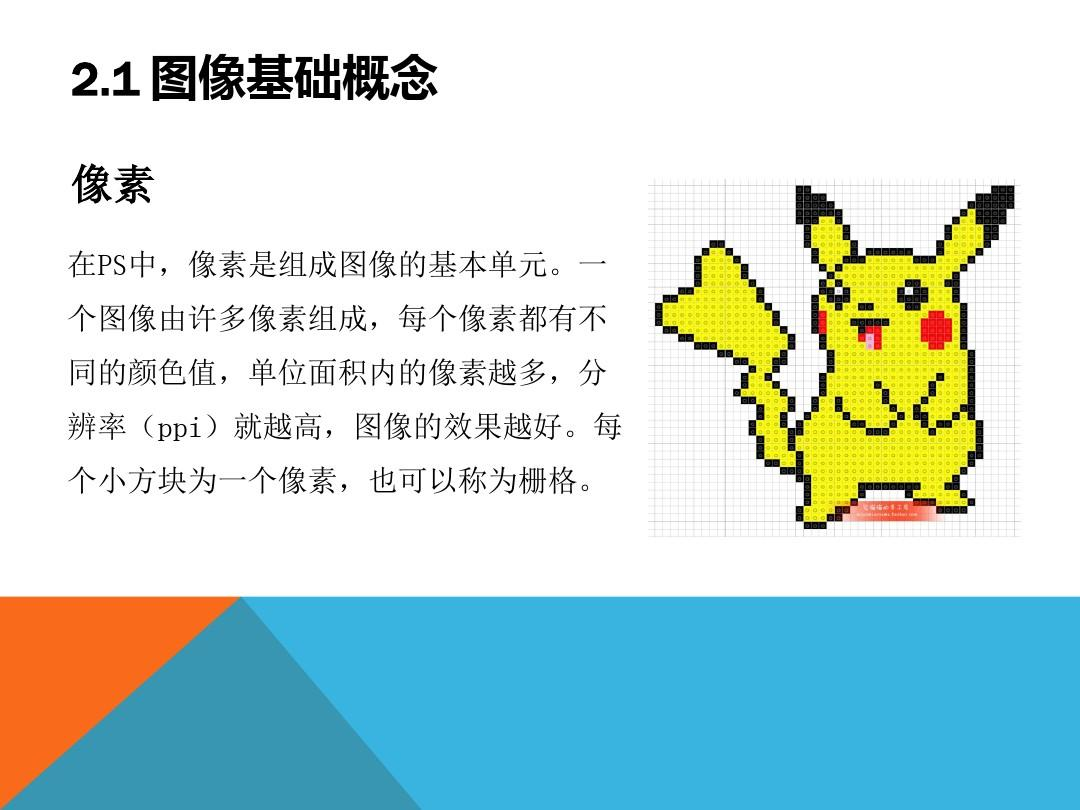 2.1 图像基础概念
像素
在PS中，像素是组成图像的基本单元。一
个图像由许多像素组成，每个像素都有不
同的颜色值，单位面积内的像素越多，分
辨率（ppi）就越高，图像的效果越好。每
个小方块为一个像素，也可以称为栅格。